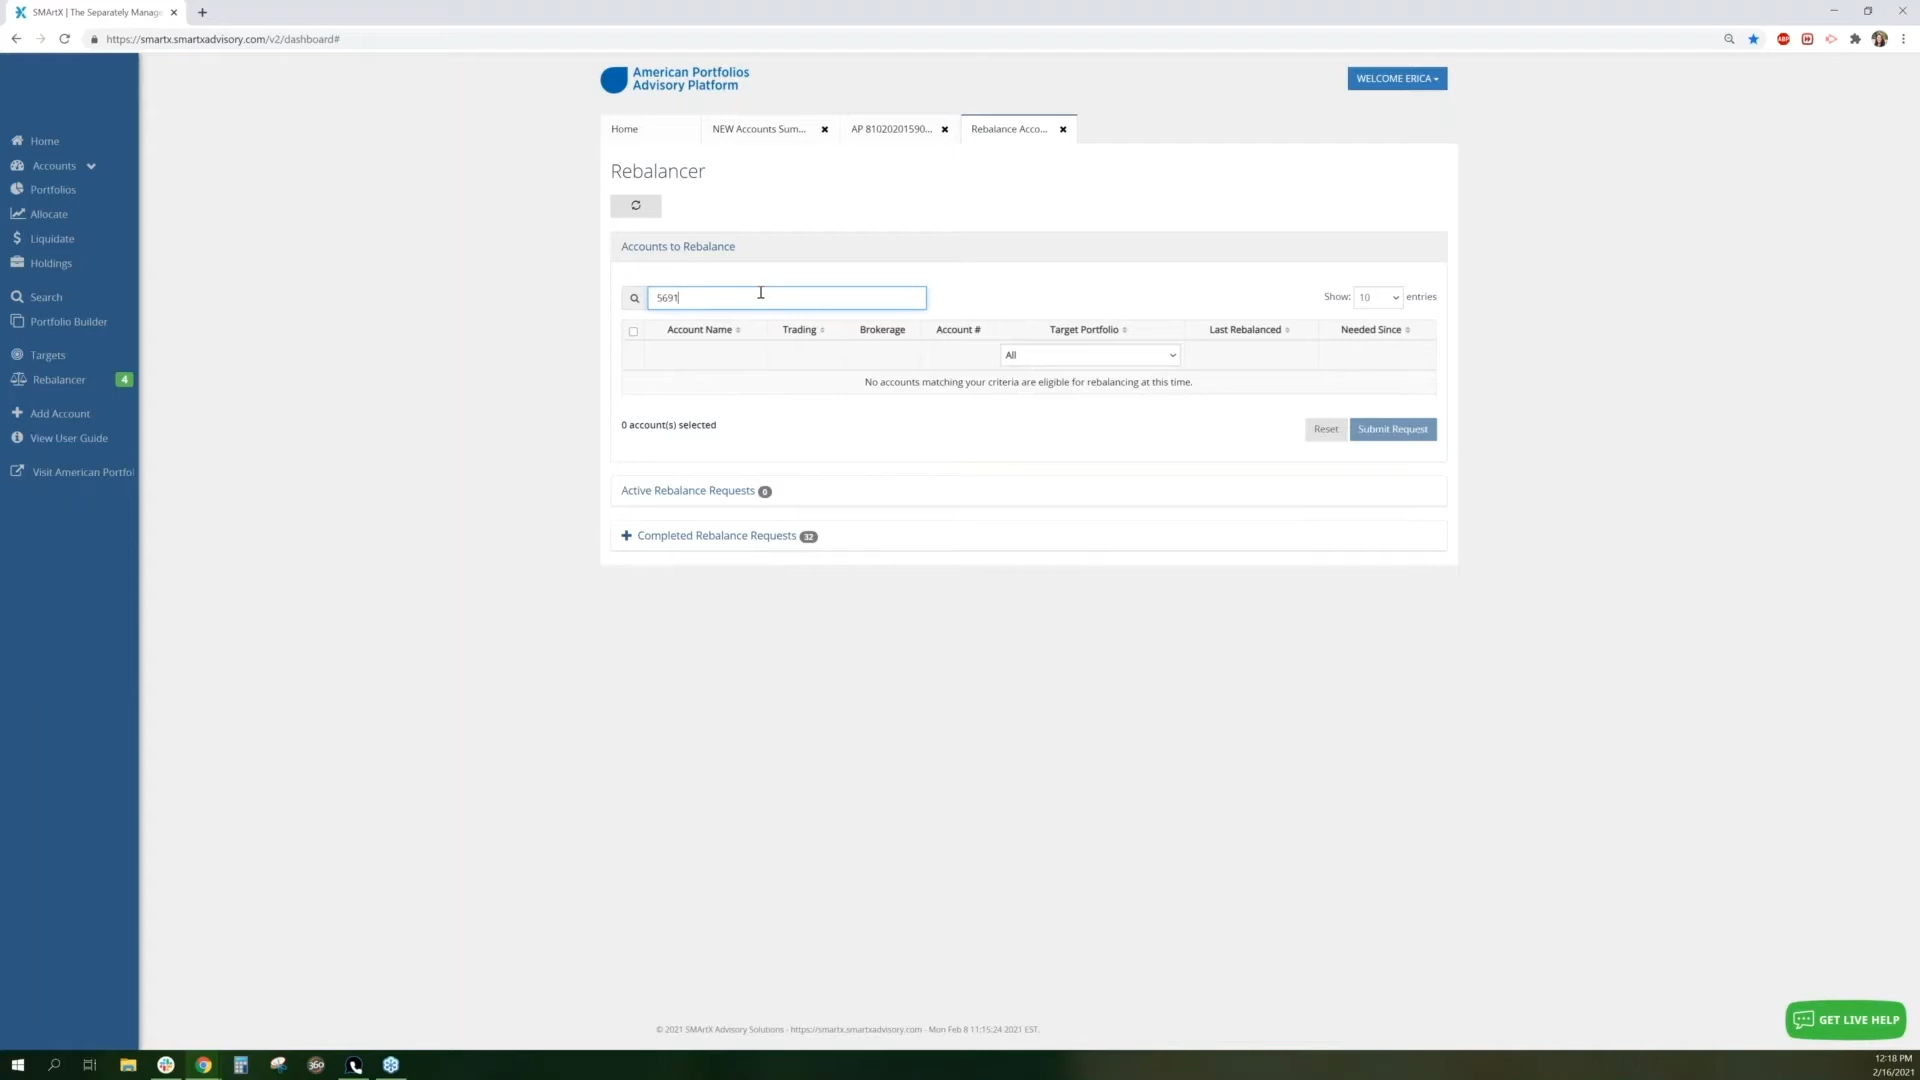 SMArtX | The Separately Manage
https://smartx.smartxadvisory.com/v2/dashboard#
ABP
American Portfolios
Advisory Platform
WELCOME ERICA
Home
NEW Accounts Sum...
AP 81020201590...
Rebalance Acco...
Home
Accounts
Portfolios
Allocate
Liquidate
Holdings
Search
Portfolio Builder
Targets
Rebalancer 4
Add Account
View User Guide
Visit American Portfol
Rebalancer
Accounts to Rebalance
5691
Show: 10 entries
Account Name Trading Brokerage Account # Target Portfolio Last Rebalanced Needed Since
All
No accounts matching your criteria are eligible for rebalancing at this time.
0 account(s) selected
Reset
Submit Request
Active Rebalance Requests 0
Completed Rebalance Requests 32
© 2021 SMArtX Advisory Solutions - https://smartx.smartxadvisory.com - Mon Feb 8 11:15:24 2021 EST.
GET LIVE HELP
360
12:18 PM
2/16/2021